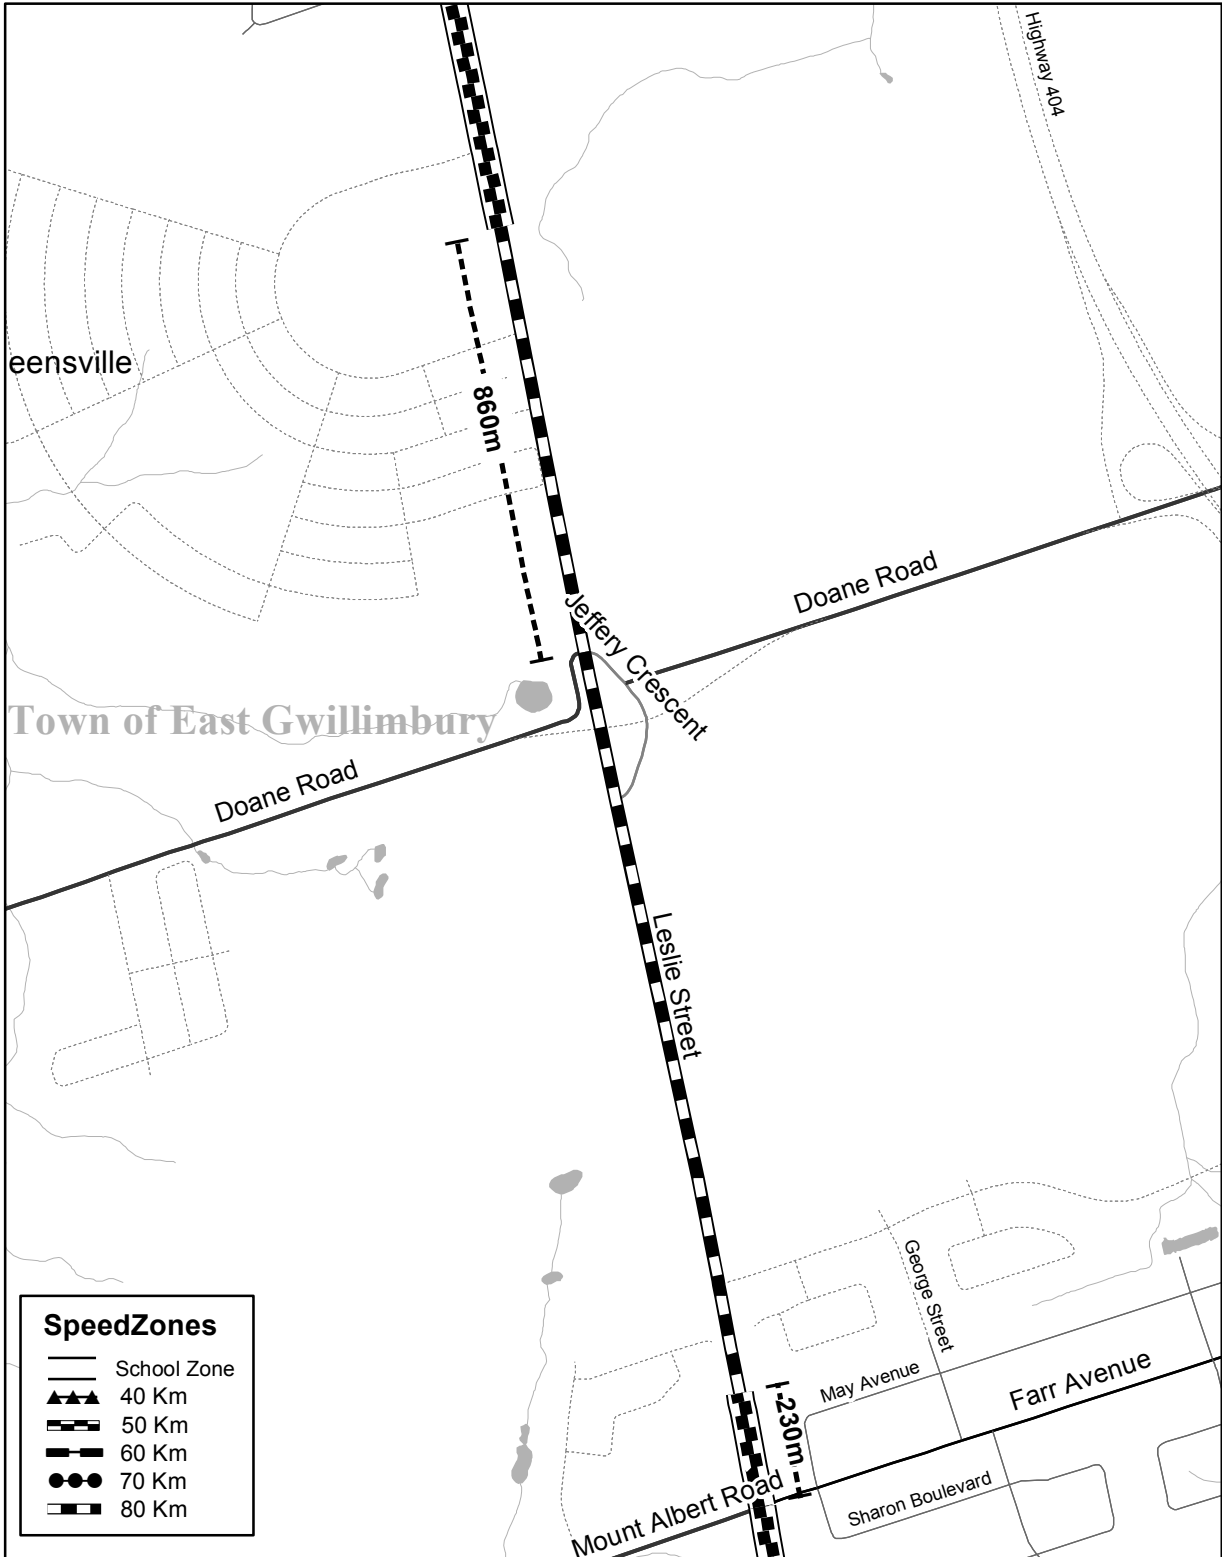 Highway 404
eensville
860m
Doane Road
Jeffery Crescent
Town of East Gwillimbury
Doane Road
Leslie Street
George Street
May Avenue
Farr Avenue
230m
Mount Albert Road
Sharon Boulevard
SpeedZones
School Zone
40 Km
50 Km
60 Km
70 Km
80 Km